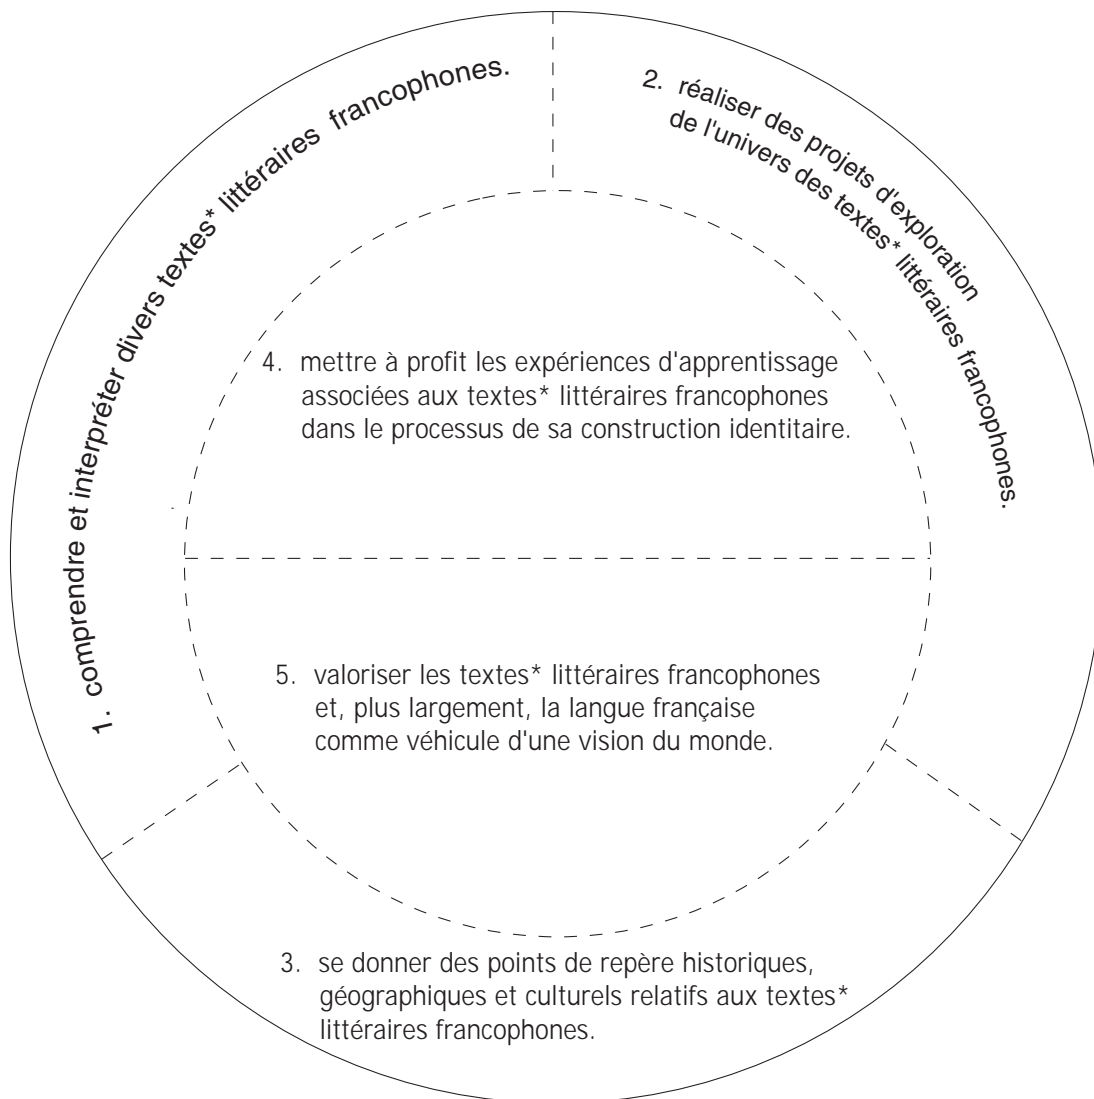 1. comprendre et interpréter divers textes* littéraires francophones.
2. réaliser des projets d'exploration
de l'univers des textes* littéraires francophones.
4. mettre à profit les expériences d'apprentissage
associées aux textes* littéraires francophones
dans le processus de sa construction identitaire.
5. valoriser les textes* littéraires francophones
et, plus largement, la langue française
comme véhicule d'une vision du monde.
3. se donner des points de repère historiques,
géographiques et culturels relatifs aux textes*
littéraires francophones.